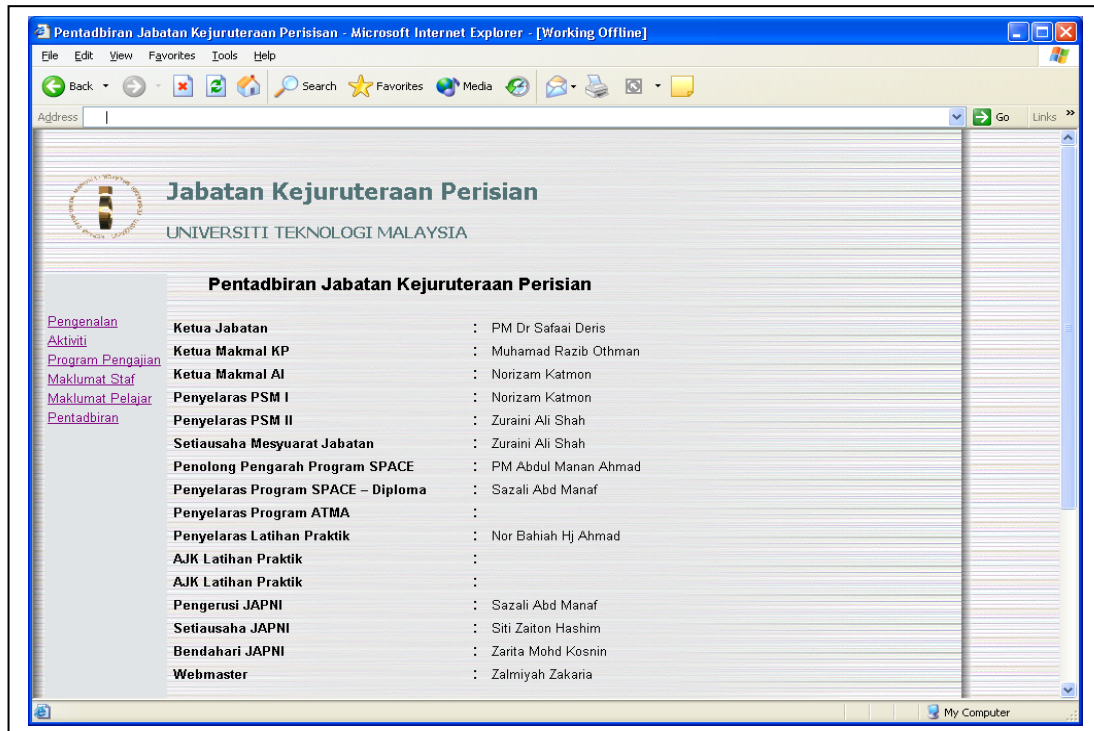 Pentadbiran Jabatan Kejuruteraan Perisisan - Microsoft Internet Explorer - [Working Offline]
File Edit View Favorites Tools Help
Back Search Favorites Media
Address Go Links »
Jabatan Kejuruteraan Perisian
UNIVERSITI TEKNOLOGI MALAYSIA
Pentadbiran Jabatan Kejuruteraan Perisian
Pengenalan
Aktiviti
Program Pengajian
Maklumat Staf
Maklumat Pelajar
Pentadbiran
Ketua Jabatan : PM Dr Safaai Deris
Ketua Makmal KP : Muhamad Razib Othman
Ketua Makmal AI : Norizam Katmon
Penyelaras PSM I : Norizam Katmon
Penyelaras PSM II : Zuraini Ali Shah
Setiausaha Mesyuarat Jabatan : Zuraini Ali Shah
Penolong Pengarah Program SPACE : PM Abdul Manan Ahmad
Penyelaras Program SPACE – Diploma : Sazali Abd Manaf
Penyelaras Program ATMA :
Penyelaras Latihan Praktik : Nor Bahiah Hj Ahmad
AJK Latihan Praktik :
AJK Latihan Praktik :
Pengerusi JAPNI : Sazali Abd Manaf
Setiausaha JAPNI : Siti Zaiton Hashim
Bendahari JAPNI : Zarita Mohd Kosnin
Webmaster : Zalmiyah Zakaria
My Computer